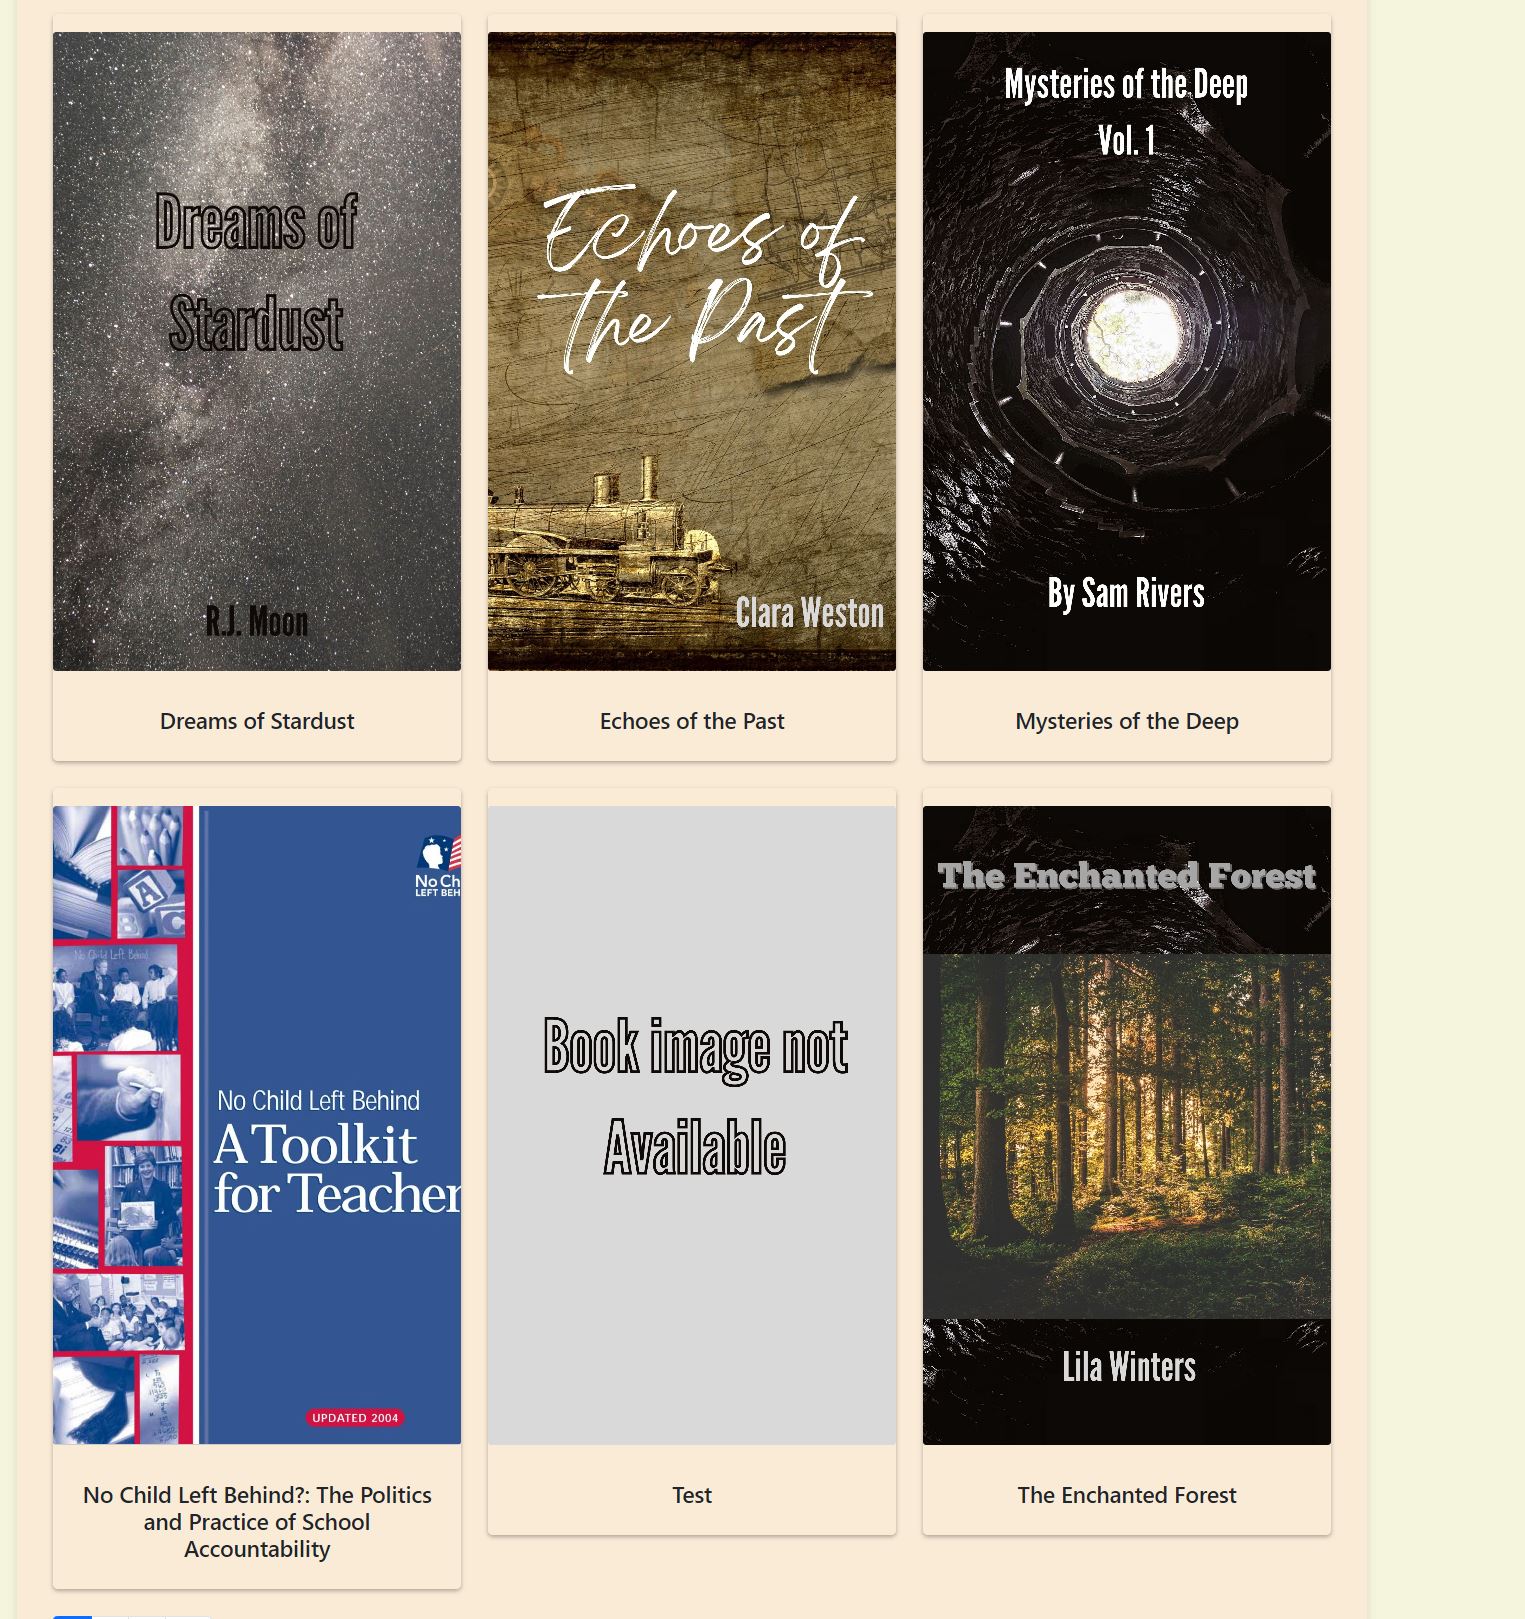 Dreams of
Stardust
R.J. Moon
Echoes of
the Past
Clara Weston
Mysteries of the Deep
Vol. 1
By Sam Rivers
Dreams of Stardust
Echoes of the Past
Mysteries of the Deep
No Ch
LEFT BEH
A
B
C
No Child Left Behind
No Child Left Behind
A Toolkit
for Teacher
UPDATED 2004
Book image not
Available
The Enchanted Forest
Lila Winters
No Child Left Behind?: The Politics
and Practice of School
Accountability
Test
The Enchanted Forest